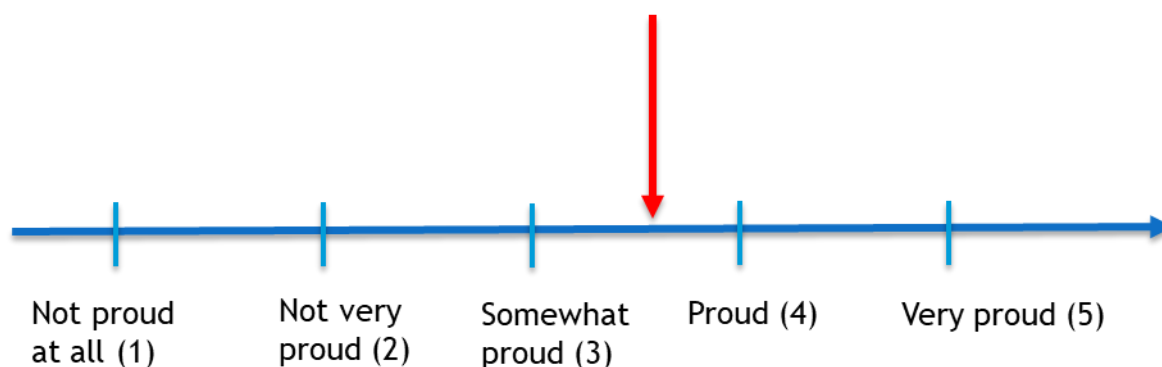 Not proud
at all (1)
Not very
proud (2)
Somewhat
proud (3)
Proud (4)
Very proud (5)